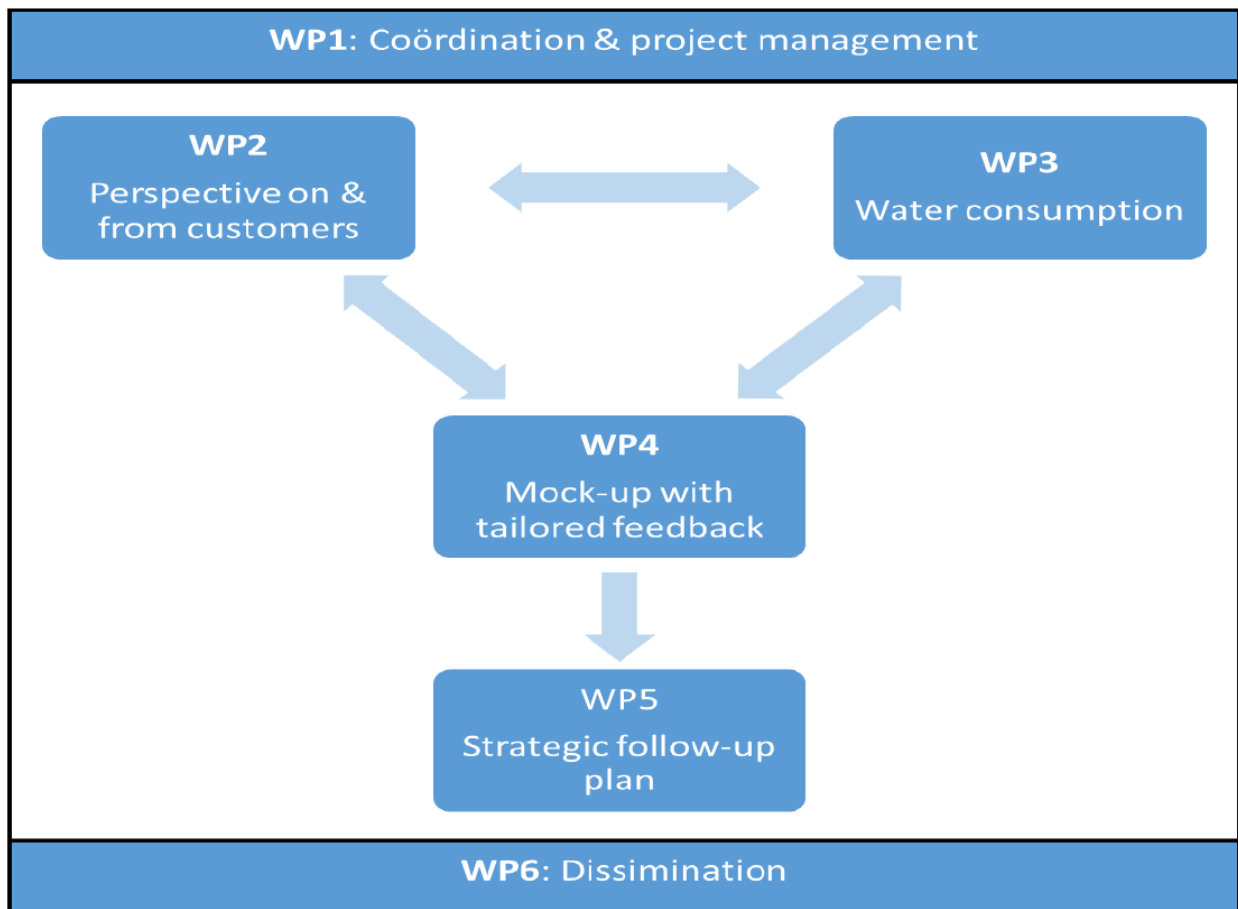 WP1: Coördination & project management
WP2
Perspective on &
from customers
WP3
Water consumption
WP4
Mock-up with
tailored feedback
WP5
Strategic follow-up
plan
WP6: Dissimination